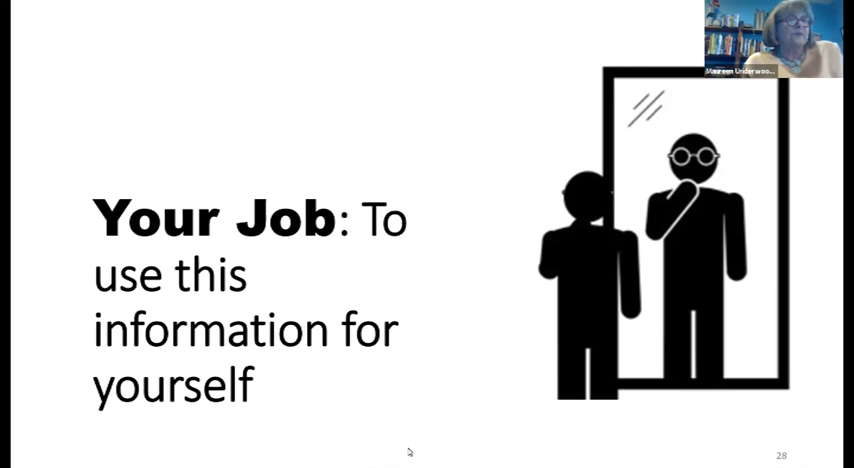 Maureen Underwoo...
Your Job: To
use this
information for
yourself
28